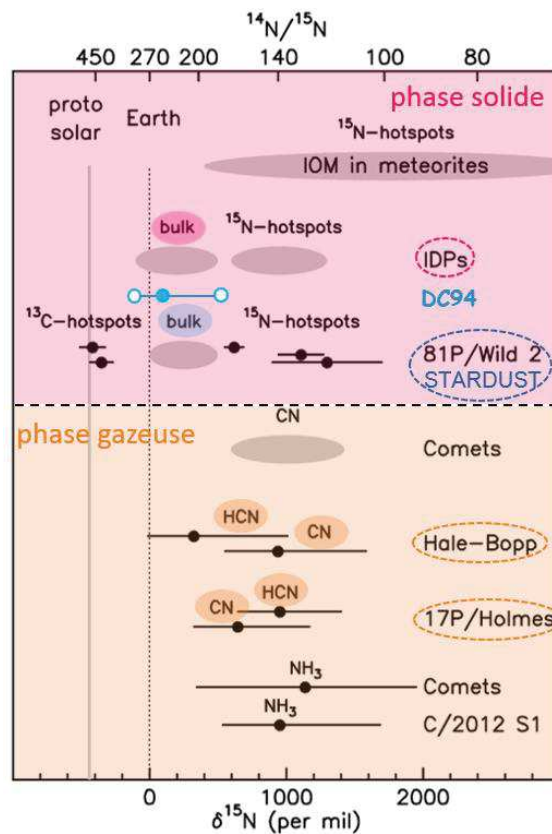 ¹⁴N/¹⁵N
450 270 200 140 100 80
phase solide
proto
solar
Earth
¹⁵N-hotspots
IOM in meteorites
bulk
¹⁵N-hotspots
IDPs
DC94
¹³C-hotspots
bulk
¹⁵N-hotspots
81P/Wild 2
STARDUST
phase gazeuse
CN
Comets
HCN
CN
Hale-Bopp
HCN
CN
17P/Holmes
NH₃
Comets
NH₃
C/2012 S1
0 1000 2000
δ¹⁵N (per mil)